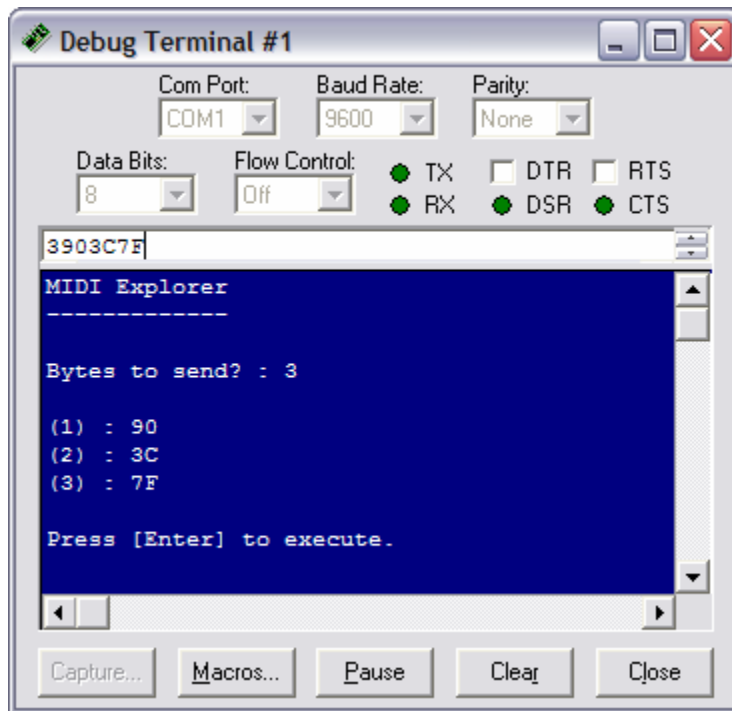 Debug Terminal #1
Com Port: Baud Rate: Parity:
COM1 9600 None
Data Bits: Flow Control: TX DTR RTS
8 Off RX DSR CTS
3903C7F
MIDI Explorer
-------------
Bytes to send? : 3
(1) : 90
(2) : 3C
(3) : 7F
Press [Enter] to execute.
Capture... Macros... Pause Clear Close